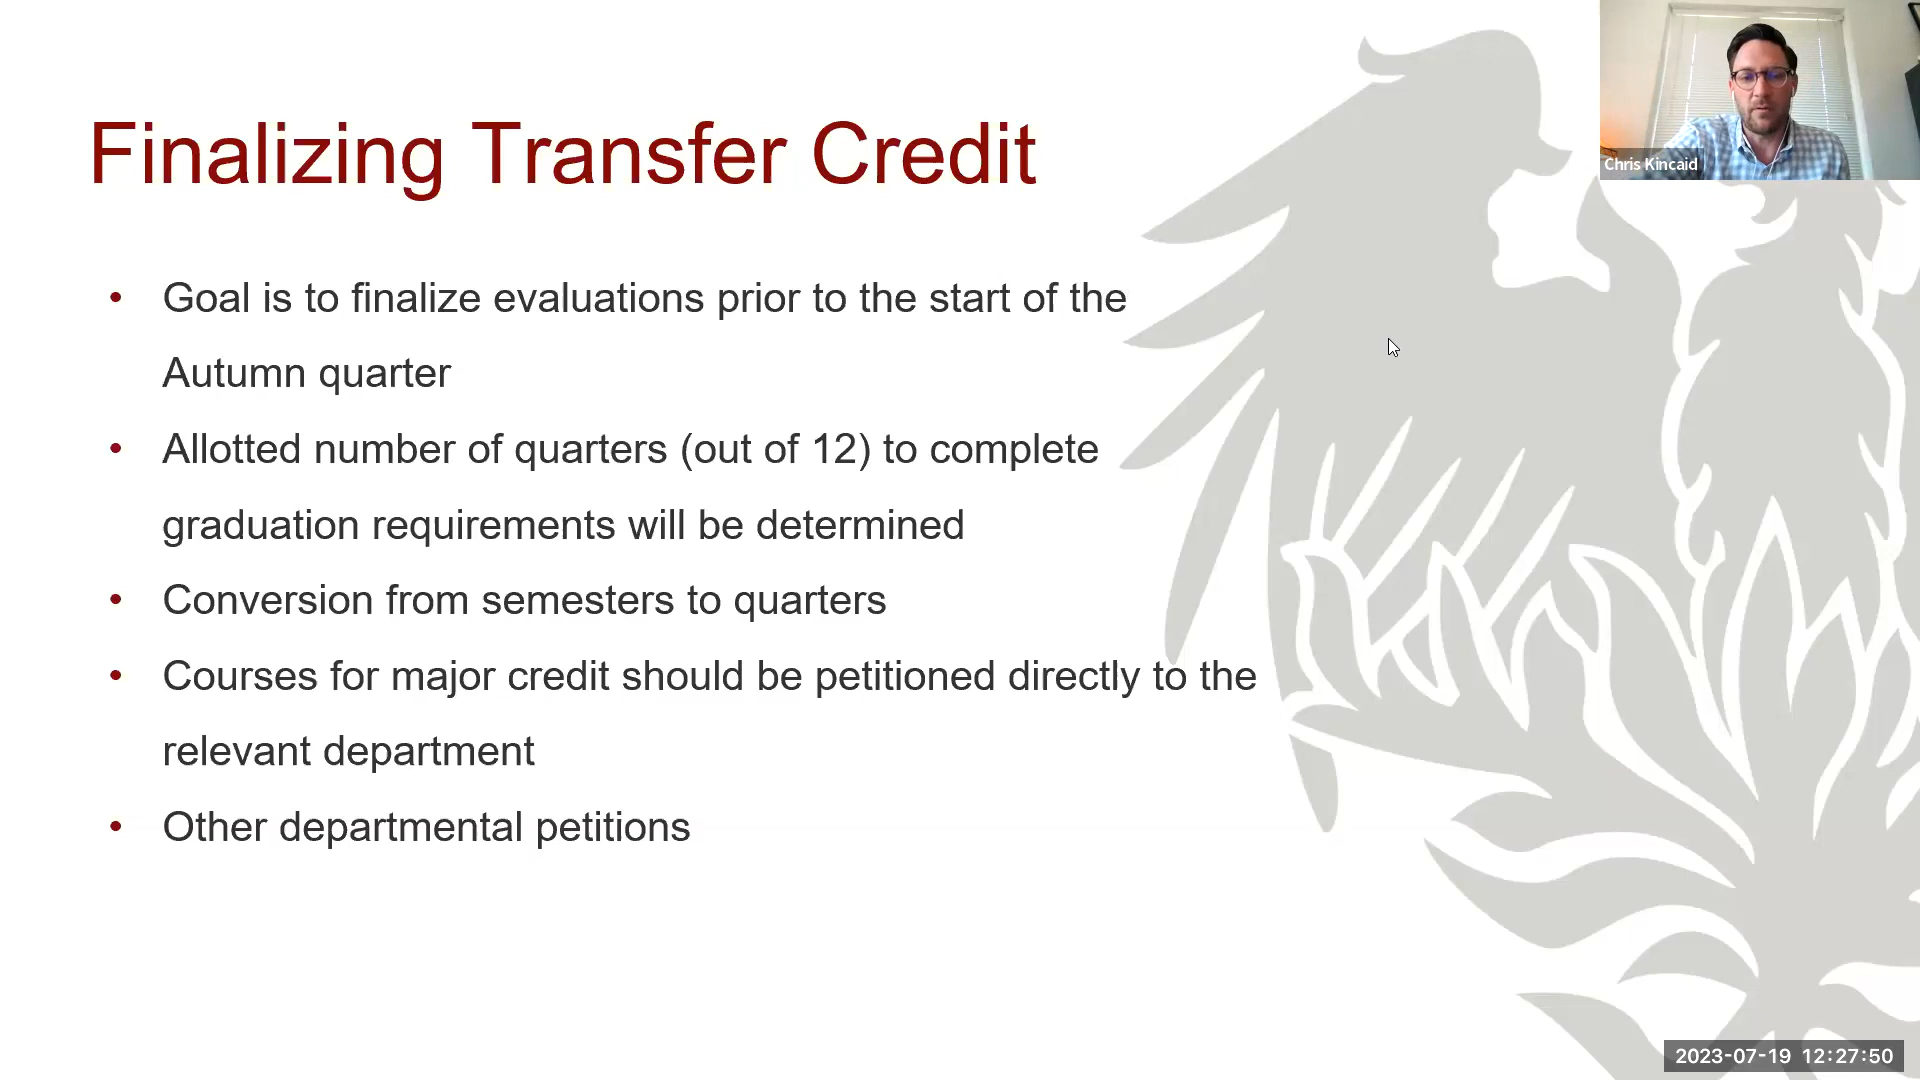 Finalizing Transfer Credit
Chris Kincaid
• Goal is to finalize evaluations prior to the start of the
Autumn quarter
• Allotted number of quarters (out of 12) to complete
graduation requirements will be determined
• Conversion from semesters to quarters
• Courses for major credit should be petitioned directly to the
relevant department
• Other departmental petitions
2023-07-19 12:27:50